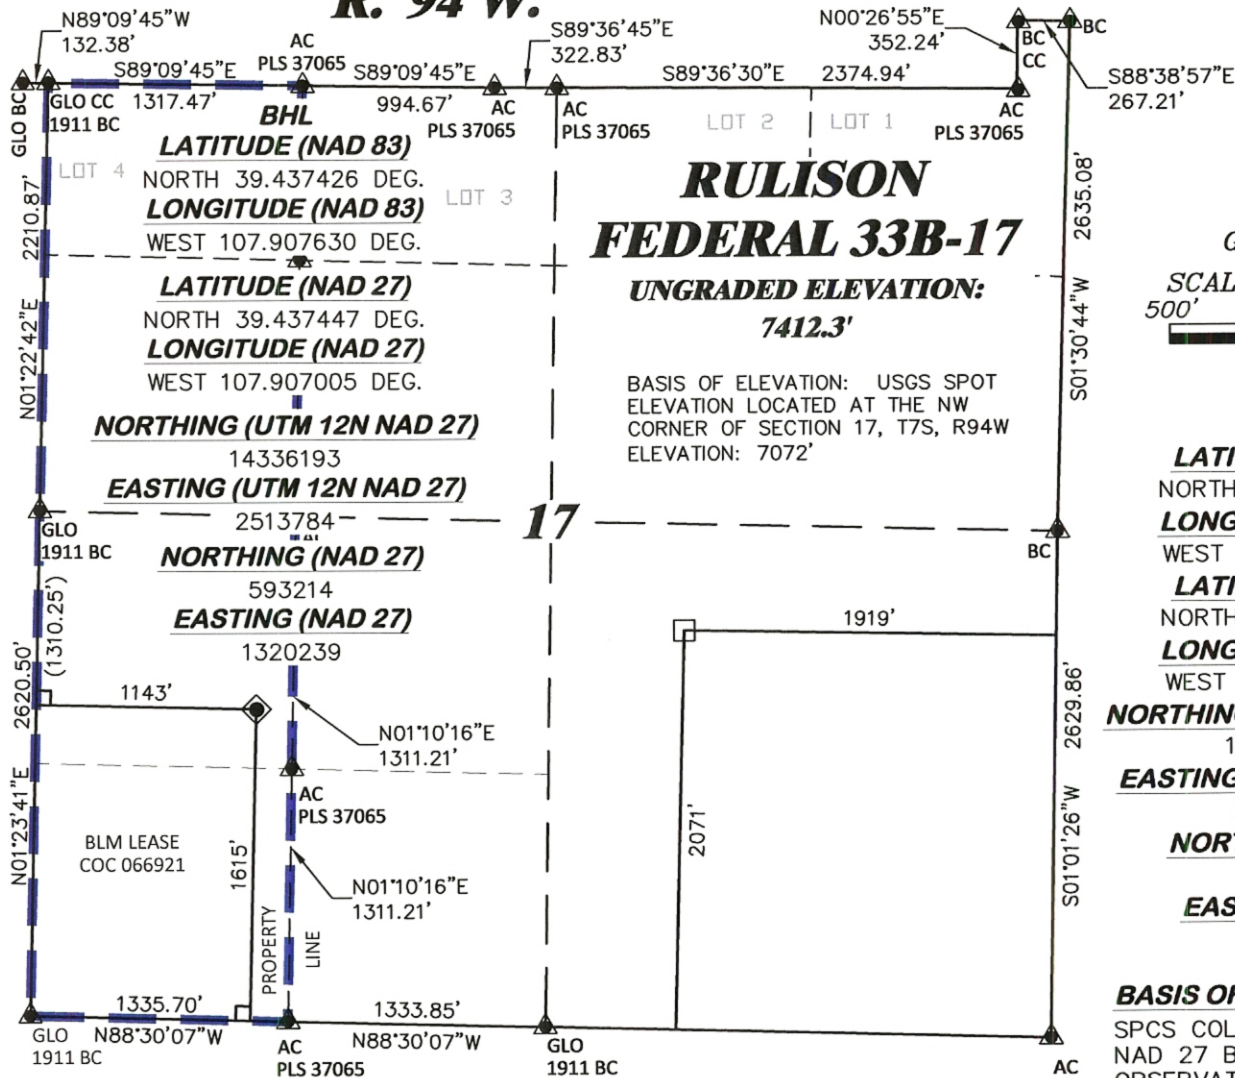 R. 94 W.
N89°09'45"W
132.38'
AC
PLS 37065
S89°36'45"E
322.83'
N00°26'55"E
352.24'
BC
CC
BC
S88°38'57"E
267.21'
S89°09'45"E
1317.47'
S89°09'45"E
994.67'
S89°36'30"E
2374.94'
GLO BC
GLO CC
1911 BC
AC
PLS 37065
AC
PLS 37065
LOT 2
LOT 1
AC
PLS 37065
LOT 4
LOT 3
BHL
LATITUDE (NAD 83)
NORTH 39.437426 DEG.
LONGITUDE (NAD 83)
WEST 107.907630 DEG.
LATITUDE (NAD 27)
NORTH 39.437447 DEG.
LONGITUDE (NAD 27)
WEST 107.907005 DEG.
NORTHING (UTM 12N NAD 27)
14336193
EASTING (UTM 12N NAD 27)
2513784
NORTHING (NAD 27)
593214
EASTING (NAD 27)
1320239
RULISON
FEDERAL 33B-17
UNGRADED ELEVATION:
7412.3'
BASIS OF ELEVATION: USGS SPOT
ELEVATION LOCATED AT THE NW
CORNER OF SECTION 17, T7S, R94W
ELEVATION: 7072'
N01°22'42"E
2210.87'
2635.08'
S01°30'44"W
SCAL
500'
17
GLO
1911 BC
BC
2620.50'
(1310.25')
N01°23'41"E
1143'
1615'
N01°10'16"E
1311.21'
AC
PLS 37065
N01°10'16"E
1311.21'
BLM LEASE
COC 066921
PROPERTY
LINE
1919'
2071'
2629.86'
S01°01'26"W
1335.70'
N88°30'07"W
1333.85'
N88°30'07"W
GLO
1911 BC
AC
PLS 37065
GLO
1911 BC
AC
LATI
NORTH
LONG
WEST
LATI
NORTH
LONG
WEST
NORTHING
1
EASTING
NORT
EAS
BASIS OF
SPCS COL
NAD 27 B